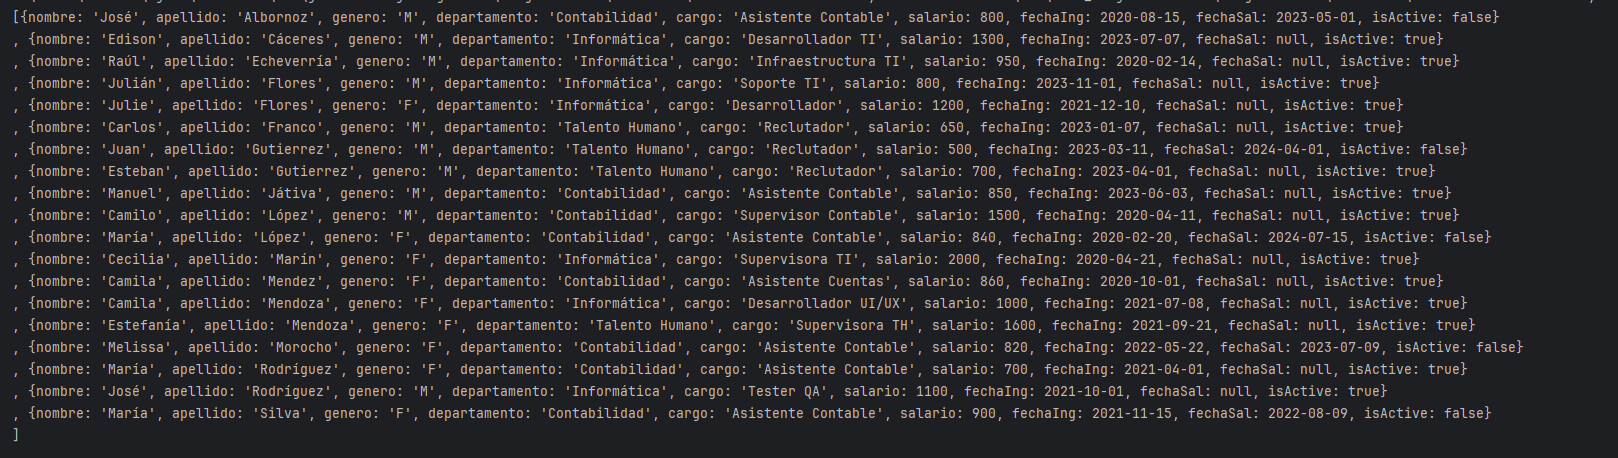 [{nombre: 'José', apellido: 'Albornoz', genero: 'M', departamento: 'Contabilidad', cargo: 'Asistente Contable', salario: 800, fechaIng: 2020-08-15, fechaSal: 2023-05-01, isActive: false}
, {nombre: 'Edison', apellido: 'Cáceres', genero: 'M', departamento: 'Informática', cargo: 'Desarrollador TI', salario: 1300, fechaIng: 2023-07-07, fechaSal: null, isActive: true}
, {nombre: 'Raúl', apellido: 'Echeverría', genero: 'M', departamento: 'Informática', cargo: 'Infraestructura TI', salario: 950, fechaIng: 2020-02-14, fechaSal: null, isActive: true}
, {nombre: 'Julián', apellido: 'Flores', genero: 'M', departamento: 'Informática', cargo: 'Soporte TI', salario: 800, fechaIng: 2023-11-01, fechaSal: null, isActive: true}
, {nombre: 'Julie', apellido: 'Flores', genero: 'F', departamento: 'Informática', cargo: 'Desarrollador', salario: 1200, fechaIng: 2021-12-10, fechaSal: null, isActive: true}
, {nombre: 'Carlos', apellido: 'Franco', genero: 'M', departamento: 'Talento Humano', cargo: 'Reclutador', salario: 650, fechaIng: 2023-01-07, fechaSal: null, isActive: true}
, {nombre: 'Juan', apellido: 'Gutierrez', genero: 'M', departamento: 'Talento Humano', cargo: 'Reclutador', salario: 500, fechaIng: 2023-03-11, fechaSal: 2024-04-01, isActive: false}
, {nombre: 'Esteban', apellido: 'Gutierrez', genero: 'M', departamento: 'Talento Humano', cargo: 'Reclutador', salario: 700, fechaIng: 2023-04-01, fechaSal: null, isActive: true}
, {nombre: 'Manuel', apellido: 'Játiva', genero: 'M', departamento: 'Contabilidad', cargo: 'Asistente Contable', salario: 850, fechaIng: 2023-06-03, fechaSal: null, isActive: true}
, {nombre: 'Camilo', apellido: 'López', genero: 'M', departamento: 'Contabilidad', cargo: 'Supervisor Contable', salario: 1500, fechaIng: 2020-04-11, fechaSal: null, isActive: true}
, {nombre: 'María', apellido: 'López', genero: 'F', departamento: 'Contabilidad', cargo: 'Asistente Contable', salario: 840, fechaIng: 2020-02-20, fechaSal: 2024-07-15, isActive: false}
, {nombre: 'Cecilia', apellido: 'Marín', genero: 'F', departamento: 'Informática', cargo: 'Supervisora TI', salario: 2000, fechaIng: 2020-04-21, fechaSal: null, isActive: true}
, {nombre: 'Camila', apellido: 'Mendez', genero: 'F', departamento: 'Contabilidad', cargo: 'Asistente Cuentas', salario: 860, fechaIng: 2020-10-01, fechaSal: null, isActive: true}
, {nombre: 'Camila', apellido: 'Mendoza', genero: 'F', departamento: 'Informática', cargo: 'Desarrollador UI/UX', salario: 1000, fechaIng: 2021-07-08, fechaSal: null, isActive: true}
, {nombre: 'Estefanía', apellido: 'Mendoza', genero: 'F', departamento: 'Talento Humano', cargo: 'Supervisora TH', salario: 1600, fechaIng: 2021-09-21, fechaSal: null, isActive: true}
, {nombre: 'Melissa', apellido: 'Morocho', genero: 'F', departamento: 'Contabilidad', cargo: 'Asistente Contable', salario: 820, fechaIng: 2022-05-22, fechaSal: 2023-07-09, isActive: false}
, {nombre: 'María', apellido: 'Rodríguez', genero: 'F', departamento: 'Contabilidad', cargo: 'Asistente Contable', salario: 700, fechaIng: 2021-04-01, fechaSal: null, isActive: true}
, {nombre: 'José', apellido: 'Rodríguez', genero: 'M', departamento: 'Informática', cargo: 'Tester QA', salario: 1100, fechaIng: 2021-10-01, fechaSal: null, isActive: true}
, {nombre: 'María', apellido: 'Silva', genero: 'F', departamento: 'Contabilidad', cargo: 'Asistente Contable', salario: 900, fechaIng: 2021-11-15, fechaSal: 2022-08-09, isActive: false}
]